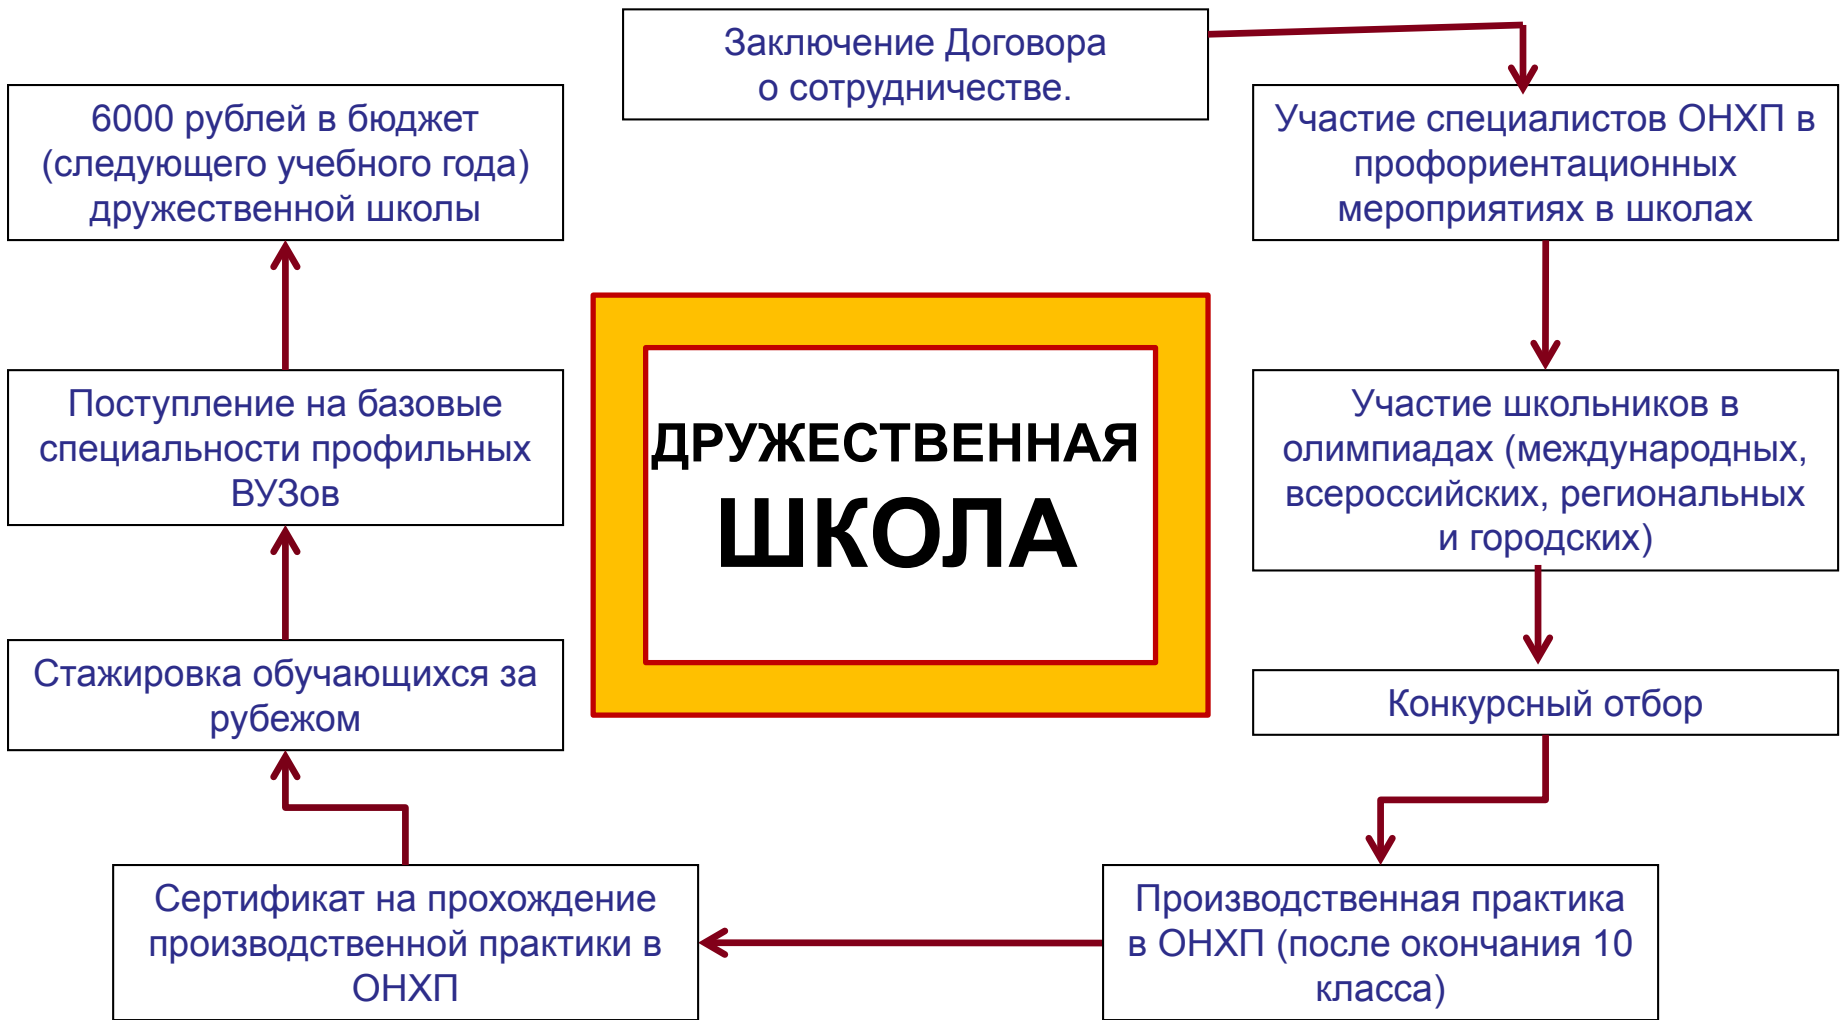 Заключение Договора
о сотрудничестве.
Участие специалистов ОНХП в
профориентационных
мероприятиях в школах
Участие школьников в
олимпиадах (международных,
всероссийских, региональных
и городских)
Конкурсный отбор
Производственная практика
в ОНХП (после окончания 10
класса)
Сертификат на прохождение
производственной практики в
ОНХП
Стажировка обучающихся за
рубежом
Поступление на базовые
специальности профильных
ВУЗов
6000 рублей в бюджет
(следующего учебного года)
дружественной школы
ДРУЖЕСТВЕННАЯ
ШКОЛА